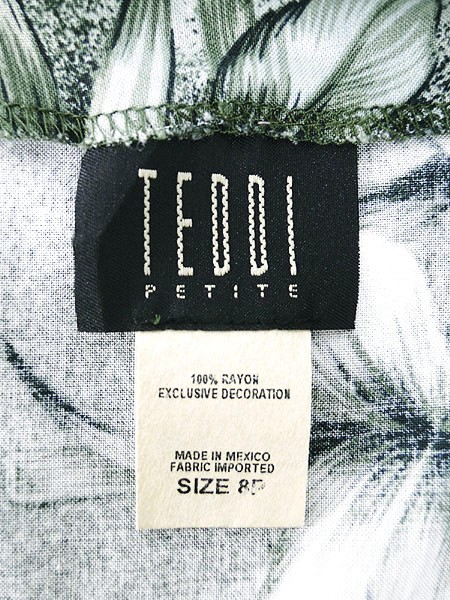 TEDDI
PETITE
100% RAYON
EXCLUSIVE DECORATION
MADE IN MEXICO
FABRIC IMPORTED
SIZE 8P